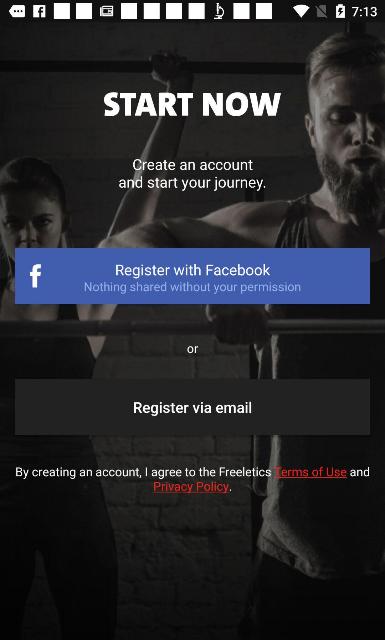 7:13
START NOW
Create an account
and start your journey.
Register with Facebook
Nothing shared without your permission
or
Register via email
By creating an account, I agree to the Freeletics Terms of Use and
Privacy Policy.